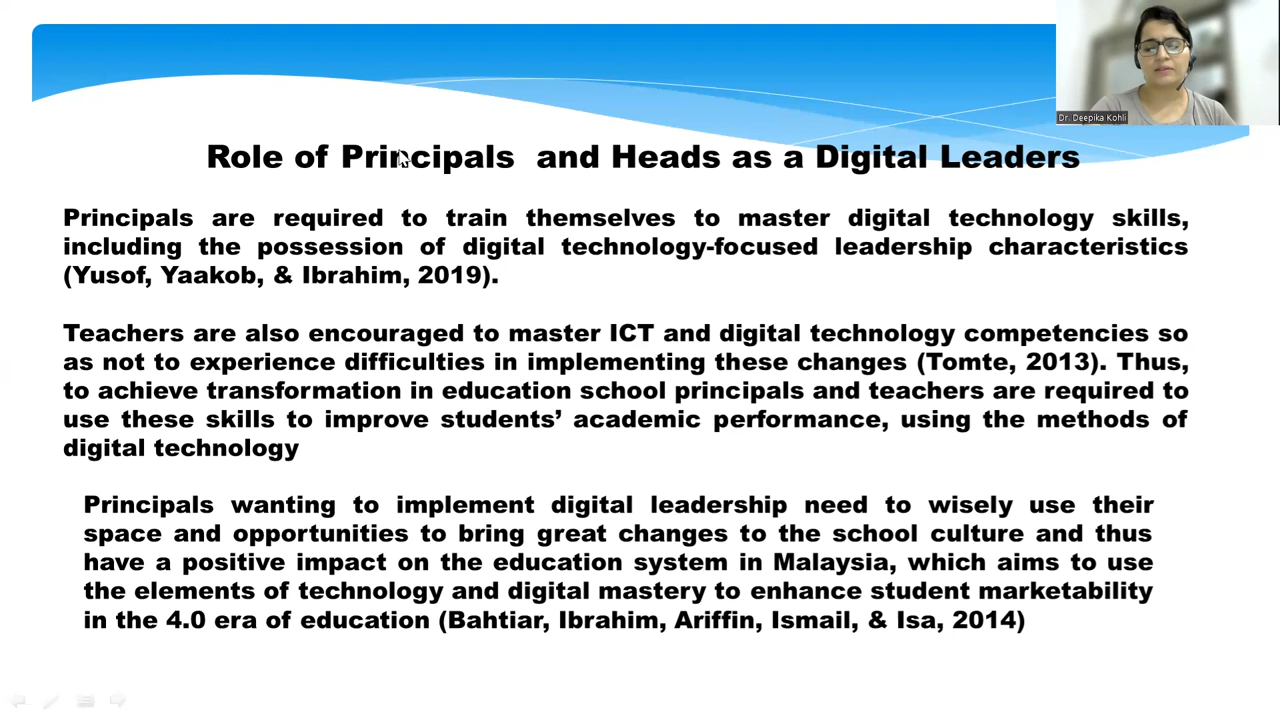 Dr. Deepika Kohli
Role of Principals and Heads as a Digital Leaders
Principals are required to train themselves to master digital technology skills,
including the possession of digital technology-focused leadership characteristics
(Yusof, Yaakob, & Ibrahim, 2019).
Teachers are also encouraged to master ICT and digital technology competencies so
as not to experience difficulties in implementing these changes (Tomte, 2013). Thus,
to achieve transformation in education school principals and teachers are required to
use these skills to improve students’ academic performance, using the methods of
digital technology
Principals wanting to implement digital leadership need to wisely use their
space and opportunities to bring great changes to the school culture and thus
have a positive impact on the education system in Malaysia, which aims to use
the elements of technology and digital mastery to enhance student marketability
in the 4.0 era of education (Bahtiar, Ibrahim, Ariffin, Ismail, & Isa, 2014)